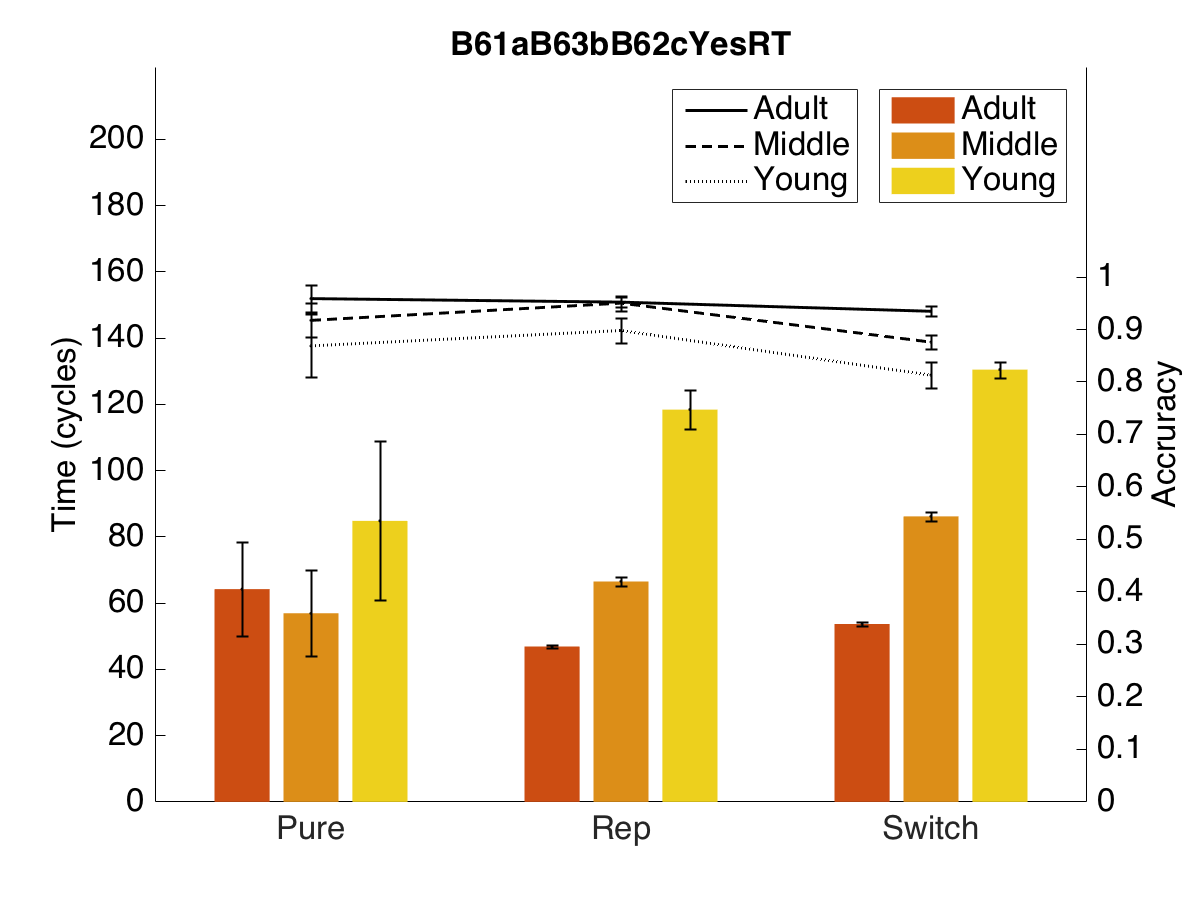 B61aB63bB62cYesRT
Adult
Middle
Young
Adult
Middle
Young
Time (cycles)
200
180
160
140
120
100
80
60
40
20
0
1
0.9
0.8
0.7
0.6
0.5
0.4
0.3
0.2
0.1
0
Accruracy
Pure
Rep
Switch